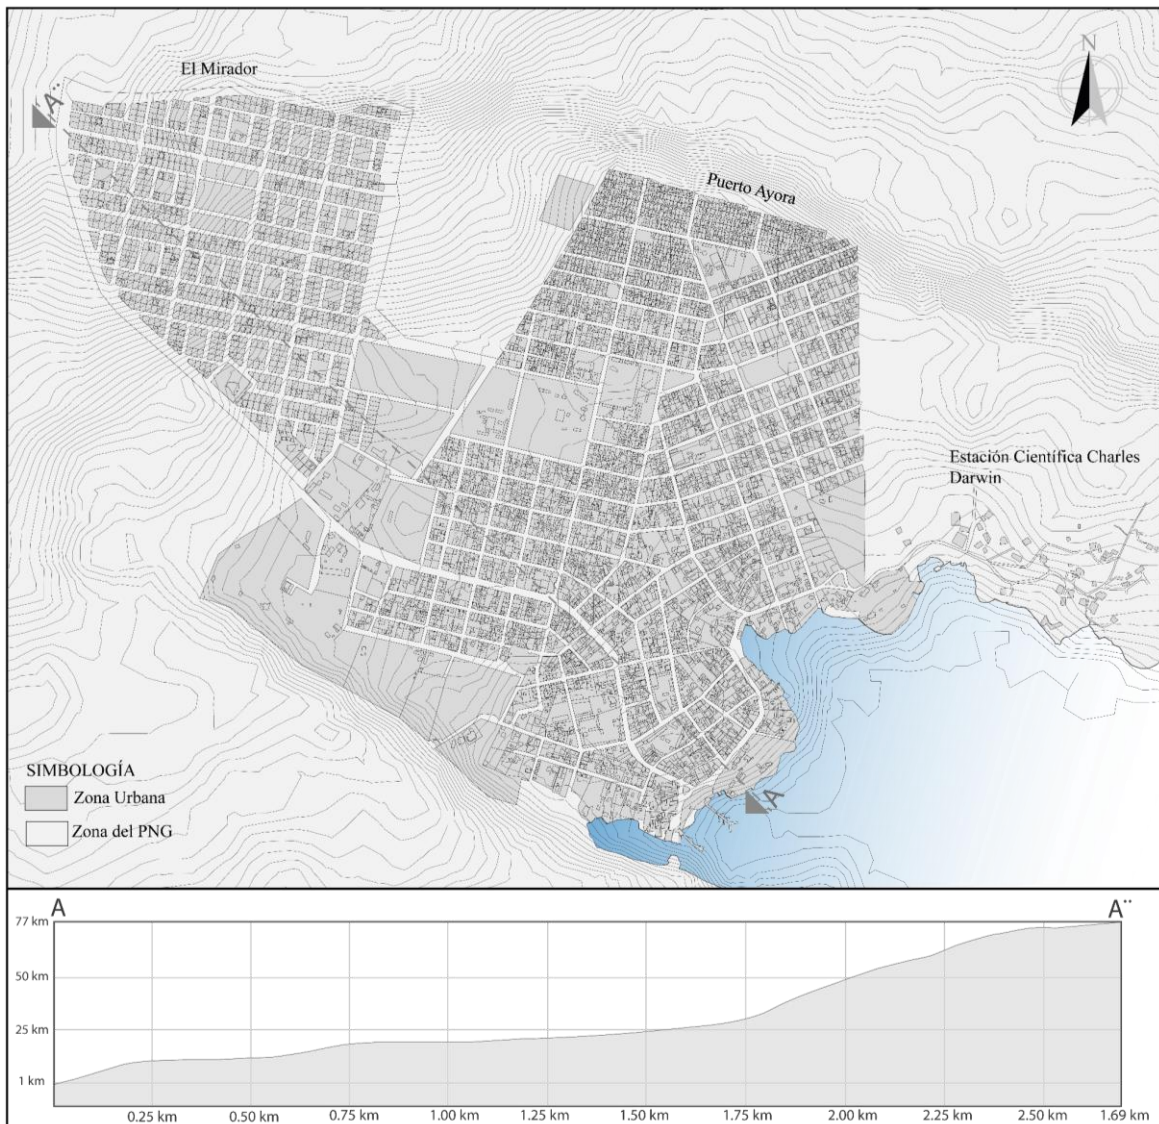 El Mirador
N
A¨
Puerto Ayora
Estación Científica Charles
Darwin
SIMBOLOGÍA
Zona Urbana
Zona del PNG
A
A
A¨
77 km
50 km
25 km
1 km
0.25 km
0.50 km
0.75 km
1.00 km
1.25 km
1.50 km
1.75 km
2.00 km
2.25 km
2.50 km
1.69 km